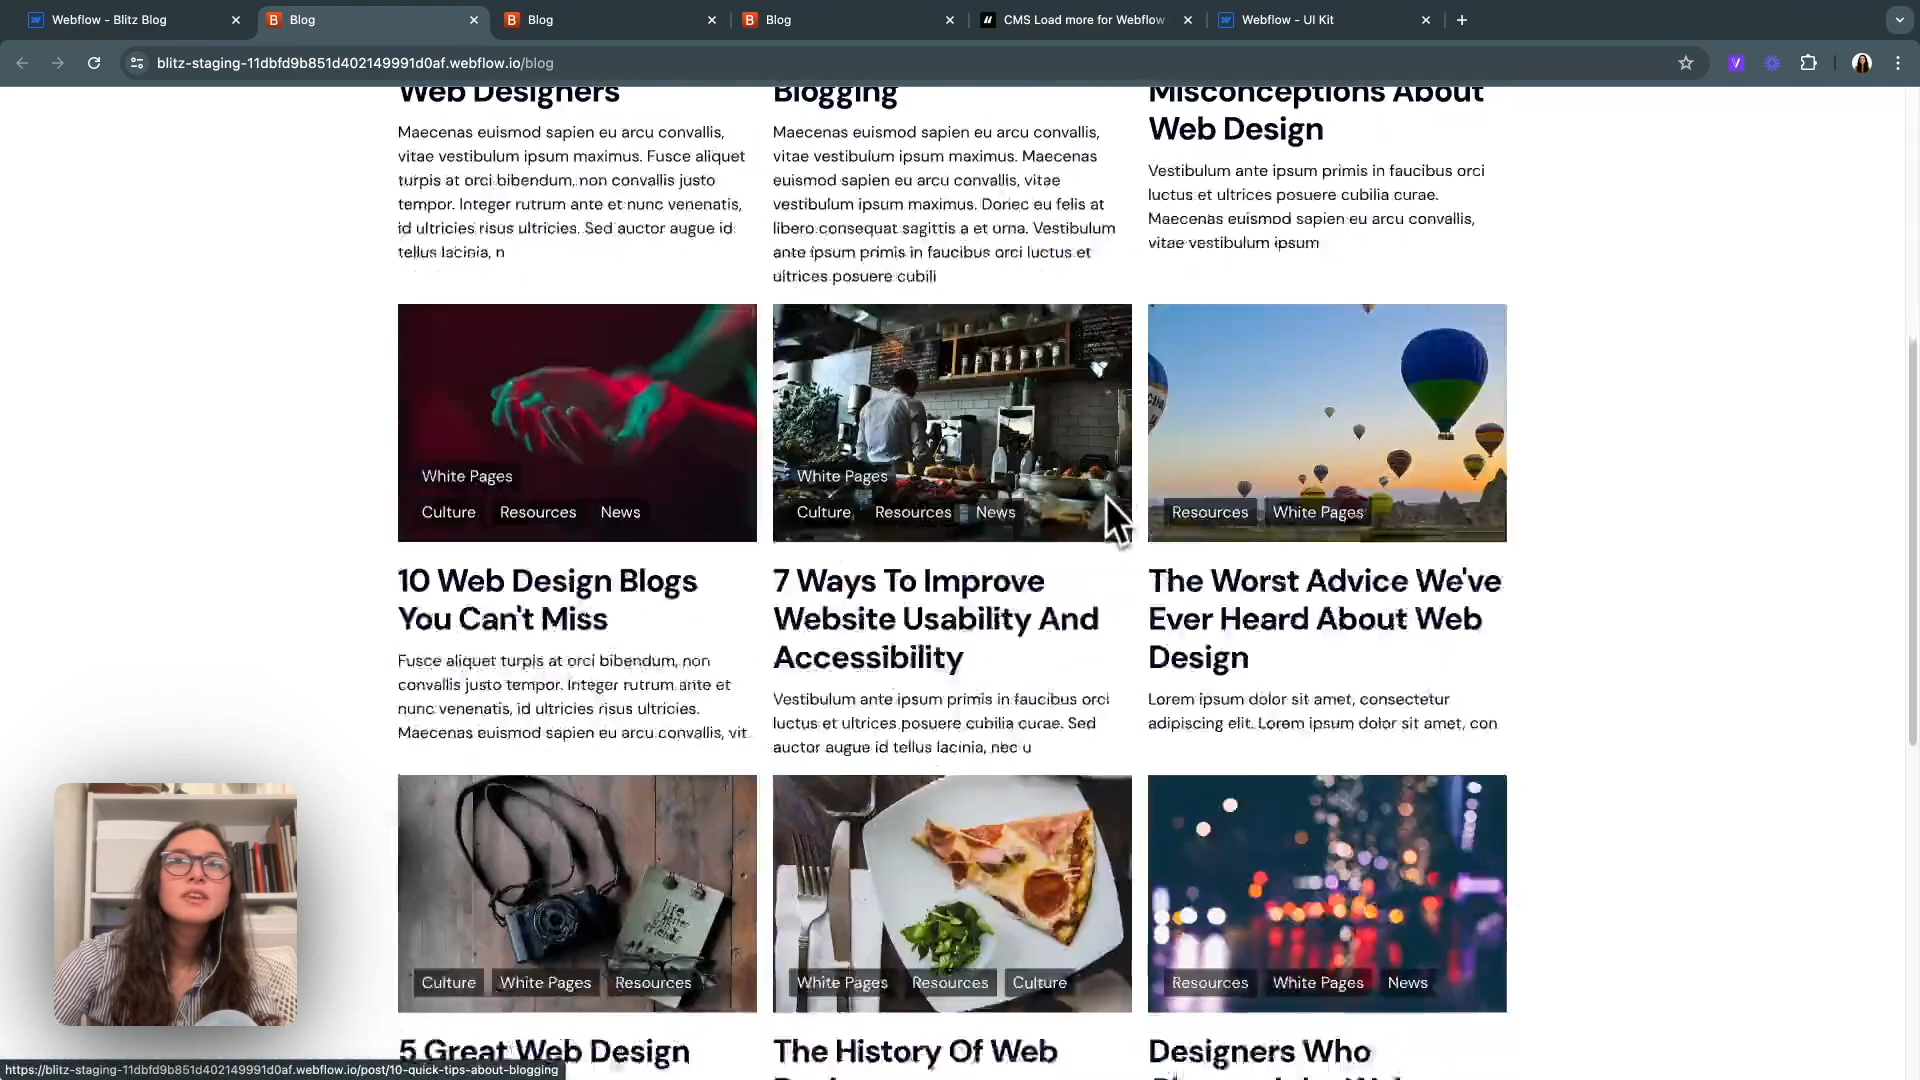 Webflow - Blitz Blog
Blog
Blog
Blog
CMS Load more for Webflow
Webflow - UI Kit
blitz-staging-11dbfd9b851d402149991d0af.webflow.io/blog
Web Designers
Maecenas euismod sapien eu arcu convallis,
vitae vestibulum ipsum maximus. Fusce aliquet
turpis at orci bibendum, non convallis justo
tempor. Integer rutrum ante et nunc venenatis,
id ultricies risus ultricies. Sed auctor augue id
tellus lacinia, n
Blogging
Maecenas euismod sapien eu arcu convallis,
vitae vestibulum ipsum maximus. Maecenas
euismod sapien eu arcu convallis, vitae
vestibulum ipsum maximus. Donec eu felis at
libero consequat sagittis a et orna. Vestibulum
ante ipsum primis in faucibus orci luctus et
ultrices posuere cubili
Misconceptions About
Web Design
Vestibulum ante ipsum primis in faucibus orci
luctus et ultrices posuere cubilia curae.
Maecenas euismod sapien eu arcu convallis,
vitae vestibulum ipsum
White Pages
Culture Resources News
10 Web Design Blogs
You Can't Miss
Fusce aliquet turpis at orci bibendum, non
convallis justo tempor. Integer rutrum ante et
nunc venenatis, id ultricies risus ultricies.
Maecenas euismod sapien eu arcu convallis, vit
White Pages
Culture Resources News
7 Ways To Improve
Website Usability And
Accessibility
Vestibulum ante ipsum primis in faucibus orci
luctus et ultrices posuere cubilia curae. Sed
auctor augue id tellus lacinia, nec u
Resources White Pages
The Worst Advice We've
Ever Heard About Web
Design
Lorem ipsum dolor sit amet, consectetur
adipiscing elit. Lorem ipsum dolor sit amet, con
Culture White Pages Resources
5 Great Web Design
White Pages Resources Culture
The History Of Web
Resources White Pages News
Designers Who
https://blitz-staging-11dbfd9b851d402149991d0af.webflow.io/post/10-quick-tips-about-blogging